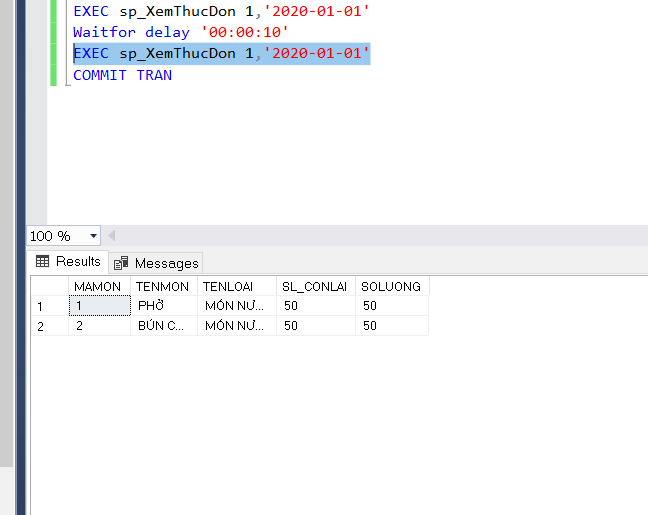 EXEC sp_XemThucDon 1,'2020-01-01'
Waitfor delay '00:00:10'
EXEC sp_XemThucDon 1,'2020-01-01'
COMMIT TRAN
100 %
Results Messages
MAMON TENMON TENLOAI SL_CONLAI SOLUONG
1 1 PHỞ MÓN NƯ... 50 50
2 2 BÚN C... MÓN NƯ... 50 50